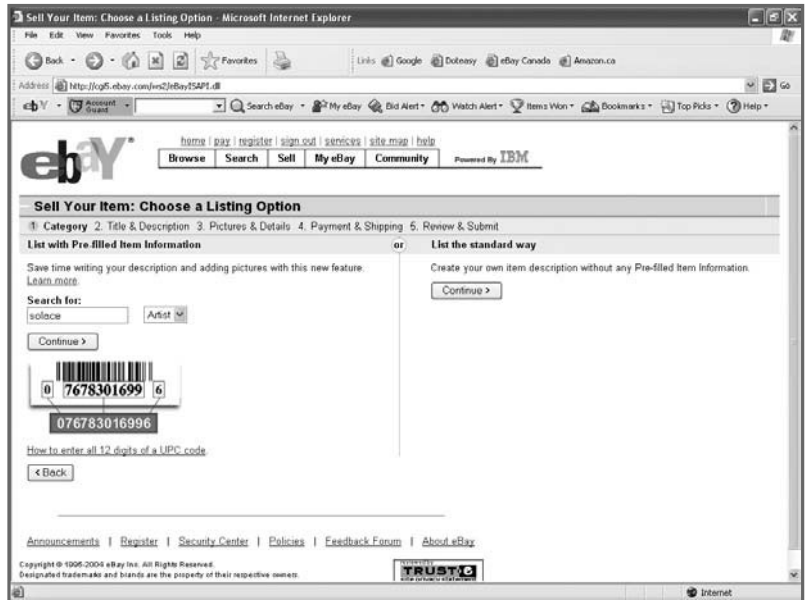 Sell Your Item: Choose a Listing Option - Microsoft Internet Explorer
File Edit View Favorites Tools Help
Back Favorites Links Google Doteasy eBay Canada Amazon.ca
Address http://cgi5.ebay.com/ws2/eBayISAPI.dll Go
ebY Account Guard Search eBay My eBay Bid Alert Watch Alert Items Won Bookmarks Top Picks Help
ebaY
home | pay | register | sign out | services | site map | help
Browse Search Sell My eBay Community Powered By IBM
Sell Your Item: Choose a Listing Option
1 Category 2. Title & Description 3. Pictures & Details 4. Payment & Shipping 5. Review & Submit
List with Pre-filled Item Information or List the standard way
Save time writing your description and adding pictures with this new feature.
Learn more.
Create your own item description without any Pre-filled Item Information.
Continue >
Search for:
solace Artist
Continue >
0 7678301699 6
076783016996
How to enter all 12 digits of a UPC code.
< Back
Announcements | Register | Security Center | Policies | Feedback Forum | About eBay
Copyright © 1995-2004 eBay Inc. All Rights Reserved.
Designated trademarks and brands are the property of their respective owners.
TRUSTe
site privacy statement
Internet